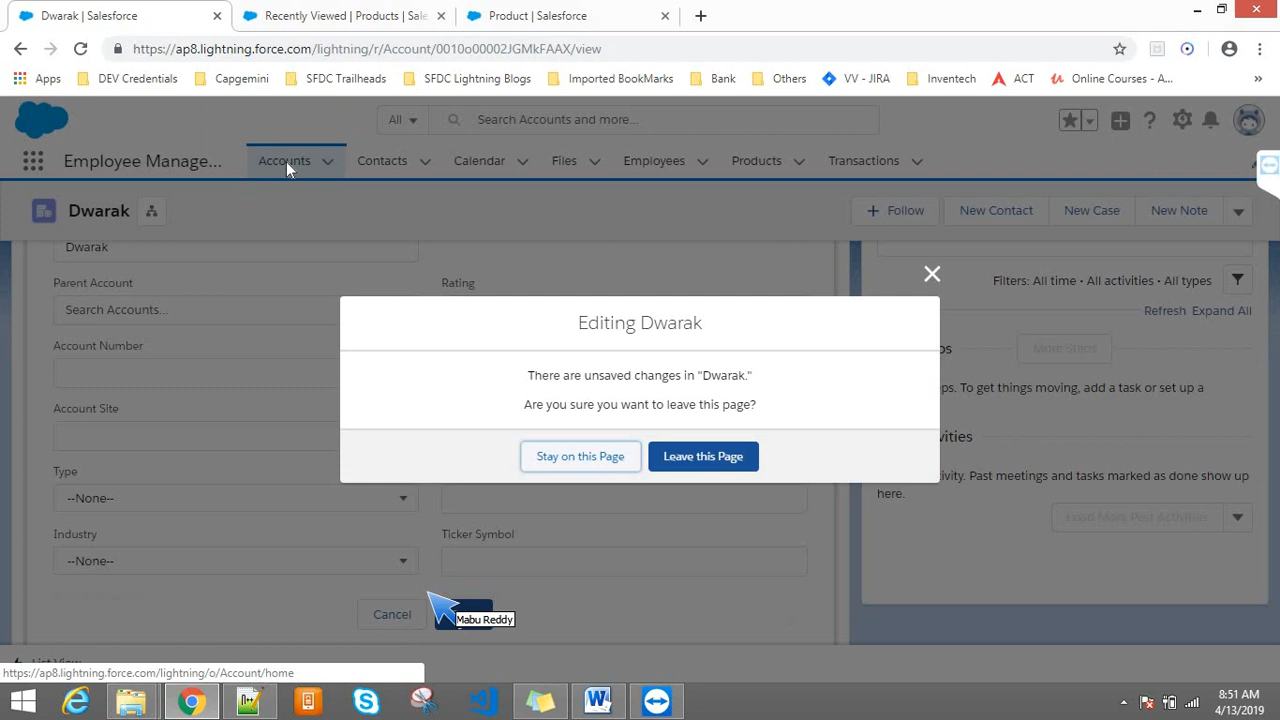 Dwarak | Salesforce
Recently Viewed | Products | Sale
Product | Salesforce
https://ap8.lightning.force.com/lightning/r/Account/0010o00002JGMkFAAX/view
Apps
DEV Credentials
Capgemini
SFDC Trailheads
SFDC Lightning Blogs
Imported BookMarks
Bank
Others
VV - JIRA
Inventech
ACT
Online Courses - A...
»
All
Search Accounts and more...
Employee Manage...
Accounts
Contacts
Calendar
Files
Employees
Products
Transactions
Dwarak
Follow
New Contact
New Case
New Note
Dwarak
Parent Account
Rating
Filters: All time • All activities • All types
Search Accounts...
Refresh Expand All
Editing Dwarak
Account Number
More Steps
There are unsaved changes in "Dwarak."
To get things moving, add a task or set up a
Are you sure you want to leave this page?
Account Site
Stay on this Page
Leave this Page
Type
Past meetings and tasks marked as done show up
here.
--None--
Load More Past Activities
Industry
Ticker Symbol
--None--
Cancel
Mabu Reddy
List View
https://ap8.lightning.force.com/lightning/o/Account/home
8:51 AM
4/13/2019